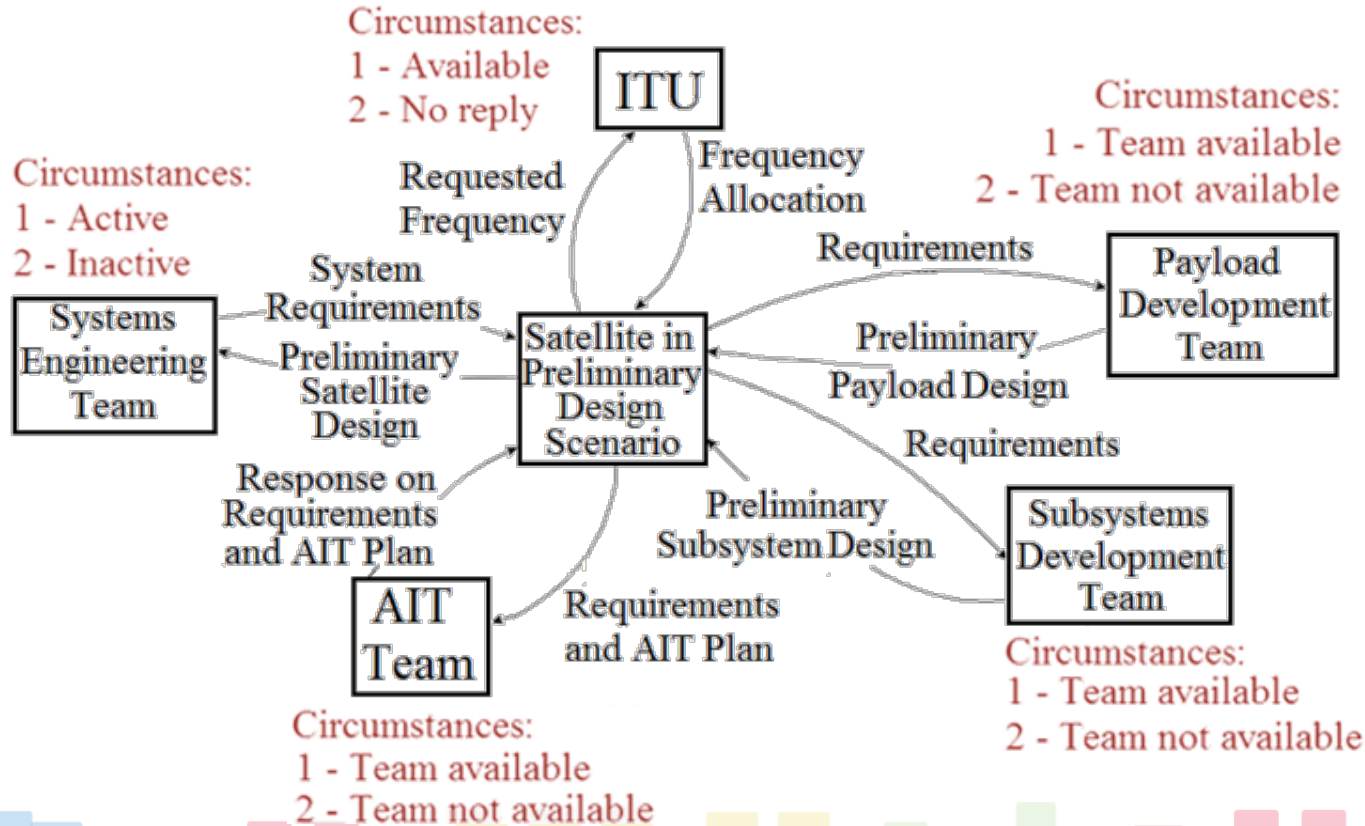 Circumstances:
1 - Available
2 - No reply
ITU
Circumstances:
1 - Team available
2 - Team not available
Circumstances:
1 - Active
2 - Inactive
Requested
Frequency
Frequency
Allocation
System
Requirements
Requirements
Systems
Engineering
Team
Preliminary
Satellite
Design
Satellite in
Preliminary
Design
Scenario
Preliminary
Payload Design
Payload
Development
Team
Requirements
Response on
Requirements
and AIT Plan
Preliminary
Subsystem Design
Subsystems
Development
Team
AIT
Team
Requirements
and AIT Plan
Circumstances:
1 - Team available
2 - Team not available
Circumstances:
1 - Team available
2 - Team not available